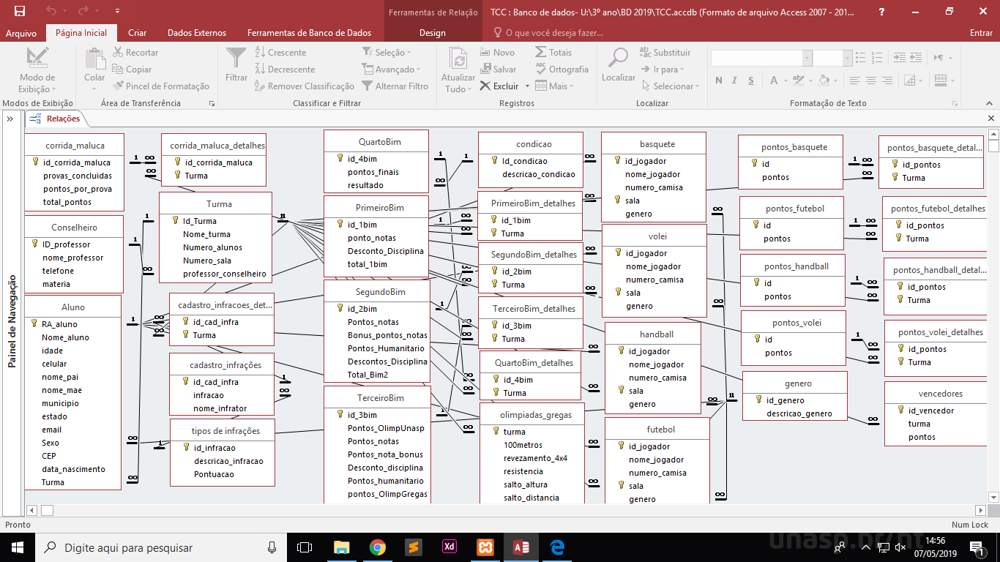 Ferramentas de Relação
TCC : Banco de dados- U:\3º ano\BD 2019\TCC.accdb (Formato de arquivo Access 2007 - 201...
?
Arquivo
Página Inicial
Criar
Dados Externos
Ferramentas de Banco de Dados
Design
O que você deseja fazer...
Entrar
Modo de Exibição
Modos de Exibição
Colar
Recortar
Copiar
Pincel de Formatação
Área de Transferência
Filtrar
Crescente
Decrescente
Remover Classificação
Seleção
Avançado
Alternar Filtro
Classificar e Filtrar
Atualizar Tudo
Novo
Salvar
Excluir
Totais
Ortografia
Mais
Registros
Localizar
Substituir
Ir para
Selecionar
Localizar
N I S
Formatação de Texto
Relações
Painel de Navegação
corrida_maluca
id_corrida_maluca
provas_concluidas
pontos_por_prova
total_pontos
Conselheiro
ID_professor
nome_professor
telefone
materia
Aluno
RA_aluno
Nome_aluno
idade
celular
nome_pai
nome_mae
municipio
estado
email
Sexo
CEP
data_nascimento
Turma
corrida_maluca_detalhes
id_corrida_maluca
Turma
Turma
Id_Turma
Nome_turma
Numero_alunos
Numero_sala
professor_conselheiro
cadastro_infracoes_det...
id_cad_infra
Turma
cadastro_infrações
id_cad_infra
infracao
nome_infrator
tipos de infrações
id_infracao
descricao_infracao
Pontuacao
QuartoBim
id_4bim
pontos_finais
resultado
PrimeiroBim
id_1bim
ponto_notas
Desconto_Disciplina
total_1bim
SegundoBim
id_2bim
Pontos_notas
Bonus_pontos_notas
Pontos_Humanitario
Descontos_Disciplina
Total_Bim2
TerceiroBim
id_3bim
Pontos_OlimpUnasp
Pontos_notas
Pontos_nota_bonus
Desconto_disciplina
Pontos_humanitario
pontos_OlimpGregas
condicao
Id_condicao
descricao_condicao
PrimeiroBim_detalhes
id_1bim
Turma
SegundoBim_detalhes
id_2bim
Turma
TerceiroBim_detalhes
id_3bim
Turma
QuartoBim_detalhes
id_4bim
Turma
olimpiadas_gregas
turma
100metros
revezamento_4x4
resistencia
salto_altura
salto_distancia
basquete
id_jogador
nome_jogador
numero_camisa
sala
genero
volei
id_jogador
nome_jogador
numero_camisa
sala
genero
handball
id_jogador
nome_jogador
numero_camisa
sala
genero
futebol
id_jogador
nome_jogador
numero_camisa
sala
genero
pontos_basquete
id
pontos
pontos_futebol
id
pontos
pontos_handball
id
pontos
pontos_volei
id
pontos
genero
id_genero
descricao_genero
pontos_basquete_detal...
id_pontos
Turma
pontos_futebol_detalhes
id_pontos
Turma
pontos_handball_detal...
id_pontos
Turma
pontos_volei_detalhes
id_pontos
Turma
vencedores
id_vencedor
turma
pontos
Pronto
Num Lock
Digite aqui para pesquisar
Xd
unasp.br/ht
14:56
07/05/2019
1